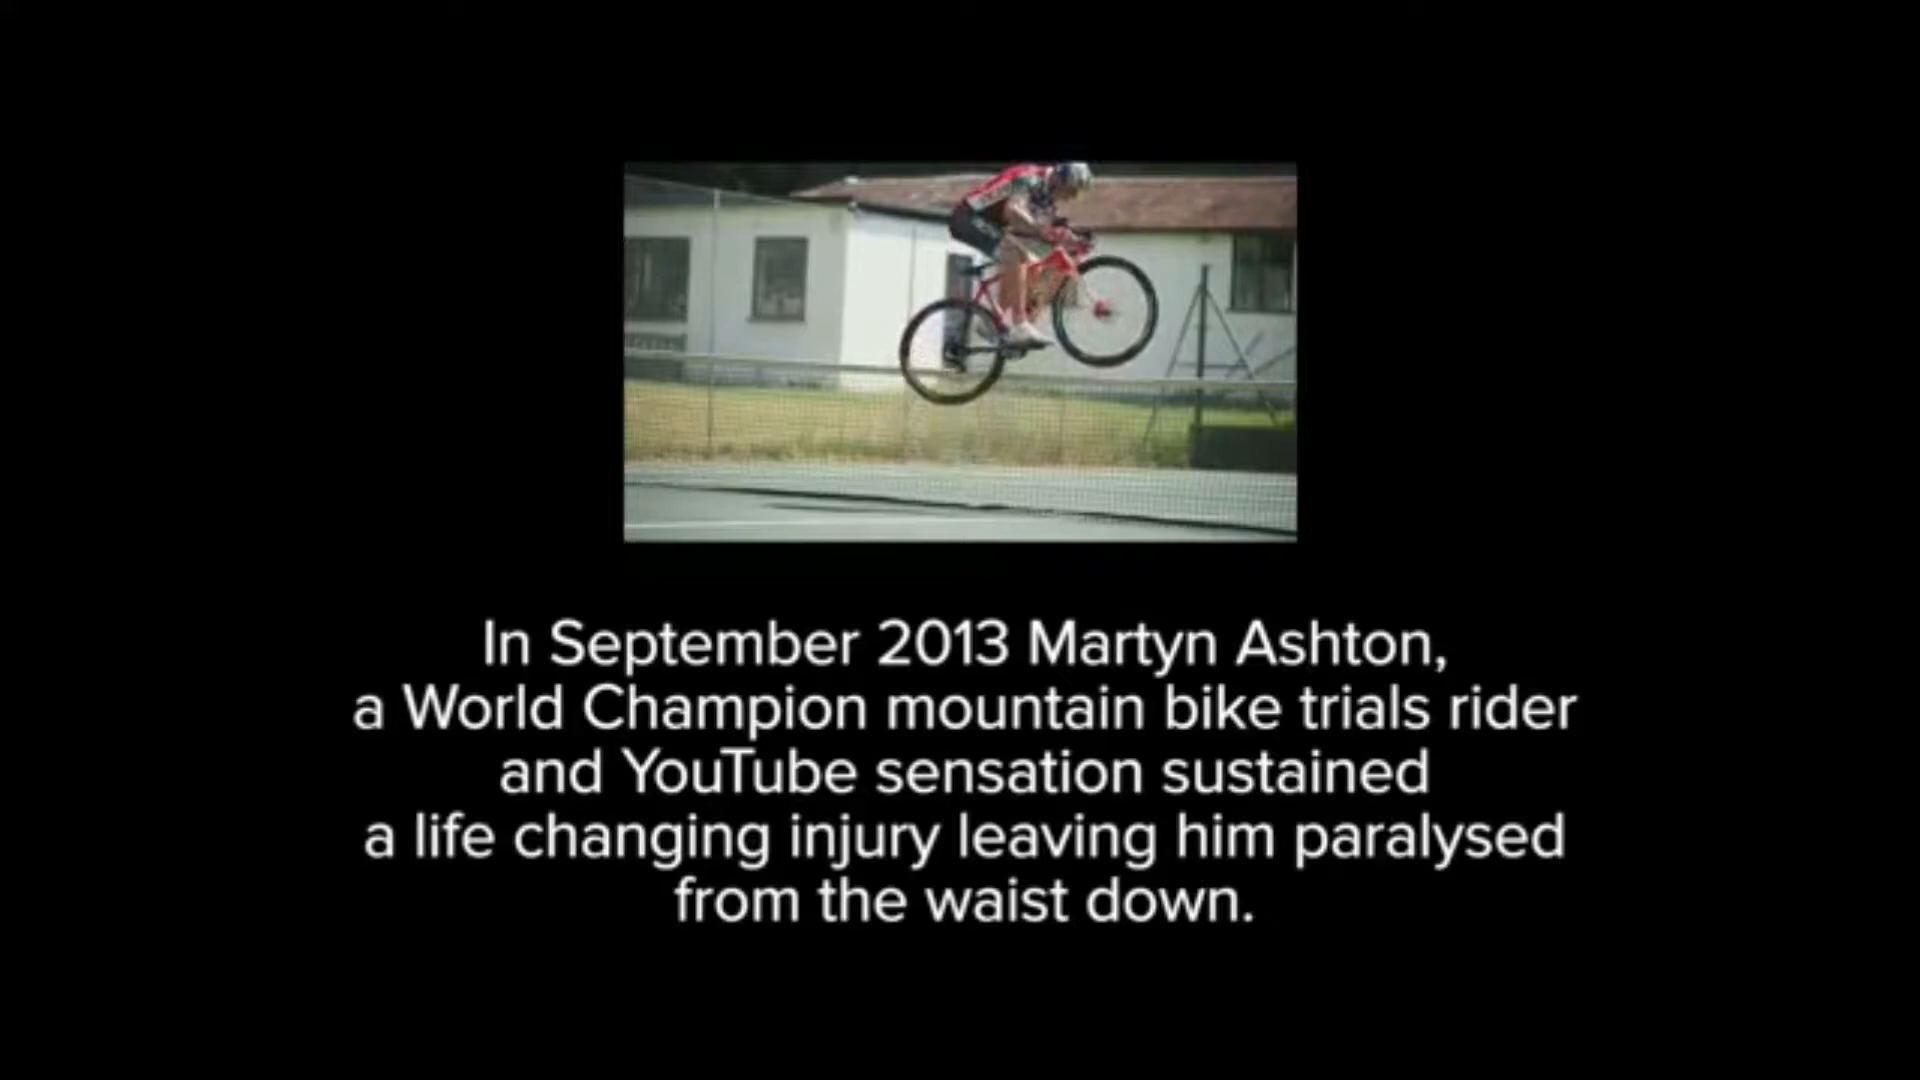 In September 2013 Martyn Ashton,
a World Champion mountain bike trials rider
and YouTube sensation sustained
a life changing injury leaving him paralysed
from the waist down.